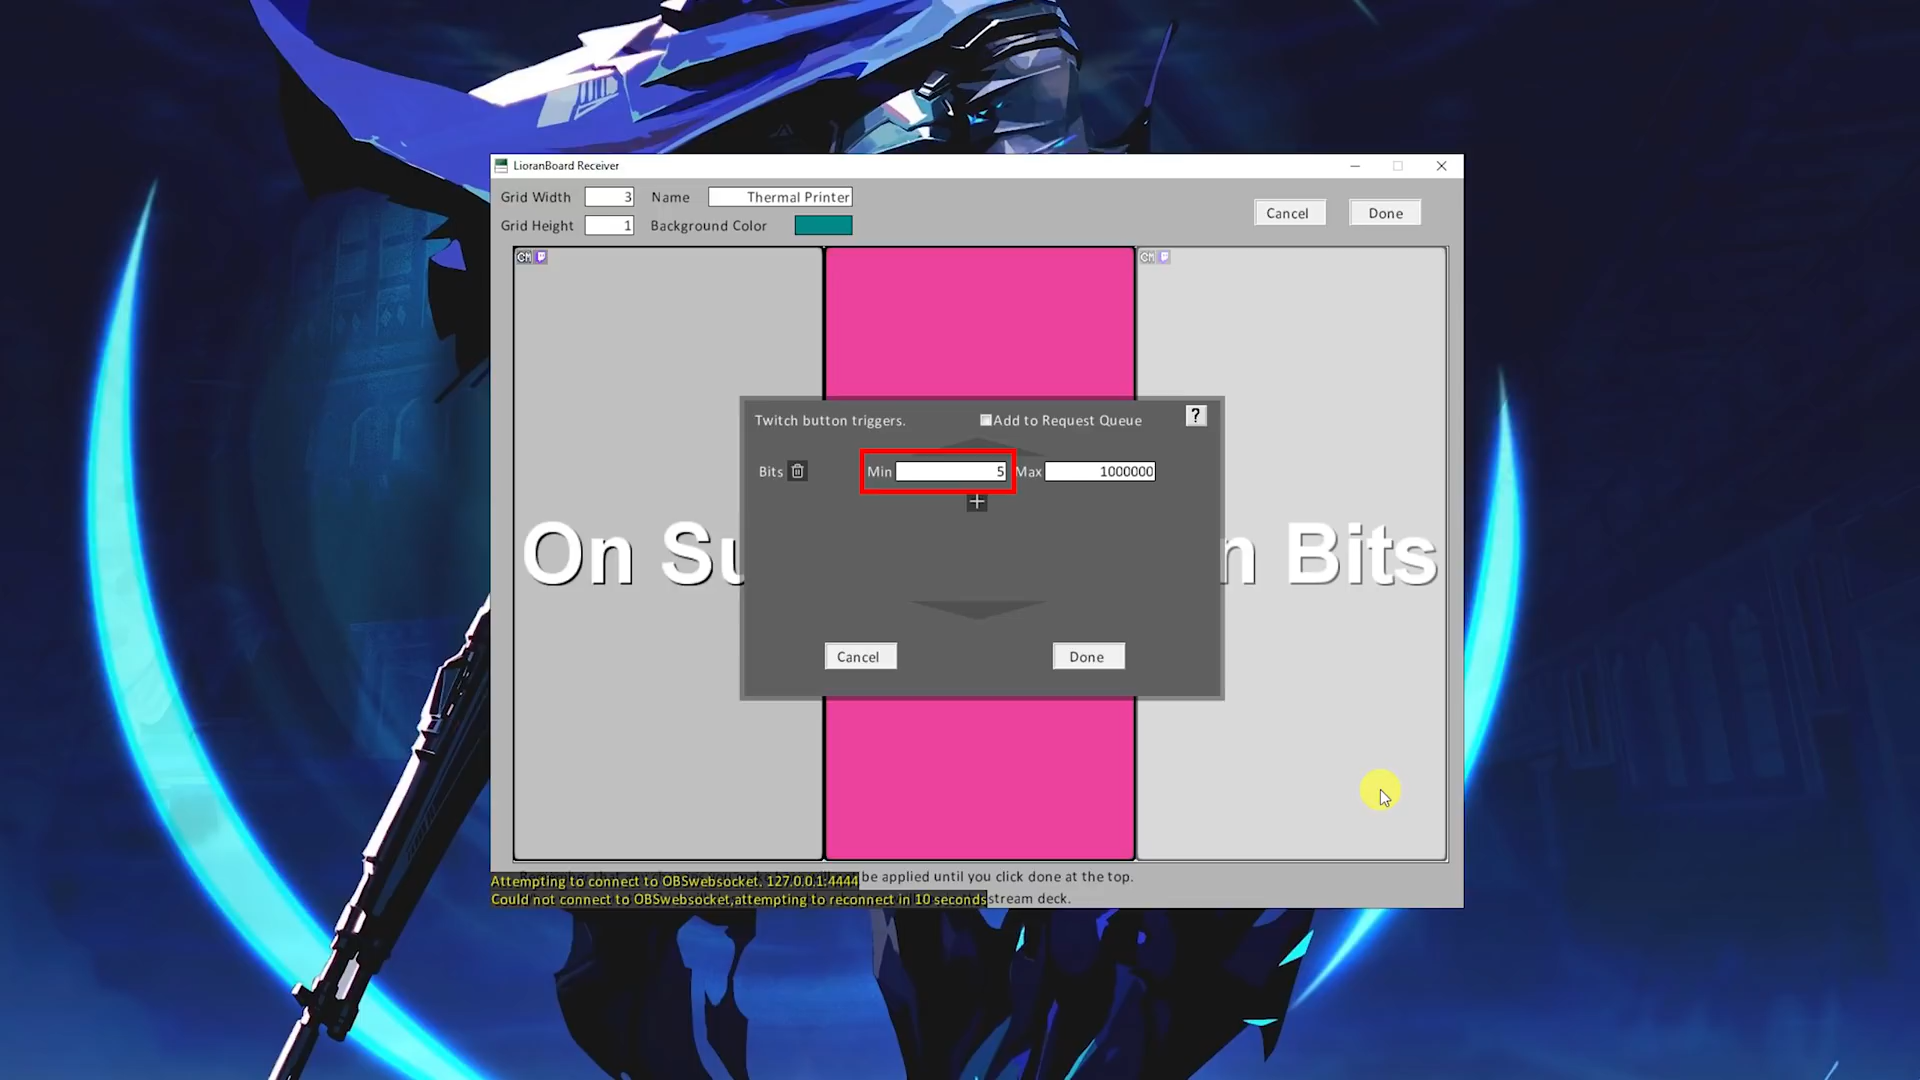 LioranBoard Receiver
Grid Width 3 Name Thermal Printer
Grid Height 1 Background Color
Cancel Done
CM CM
Twitch button triggers. Add to Request Queue ?
Bits Min 5 Max 1000000
+
On Su n Bits
Cancel Done
be applied until you click done at the top.
Attempting to connect to OBSwebsocket, 127.0.0.1:4444
Could not connect to OBSwebsocket,attempting to reconnect in 10 seconds stream deck.